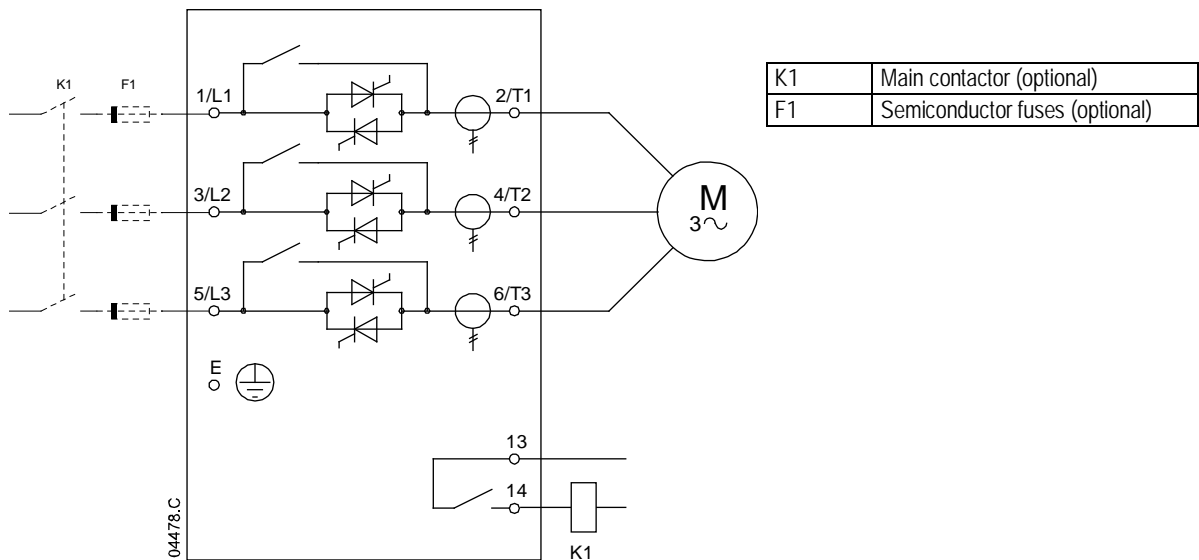 K1 F1
1/L1 2/T1
3/L2 4/T2
5/L3 6/T3
M
3∿
E
13
14
K1
04478.C
K1 Main contactor (optional)
F1 Semiconductor fuses (optional)